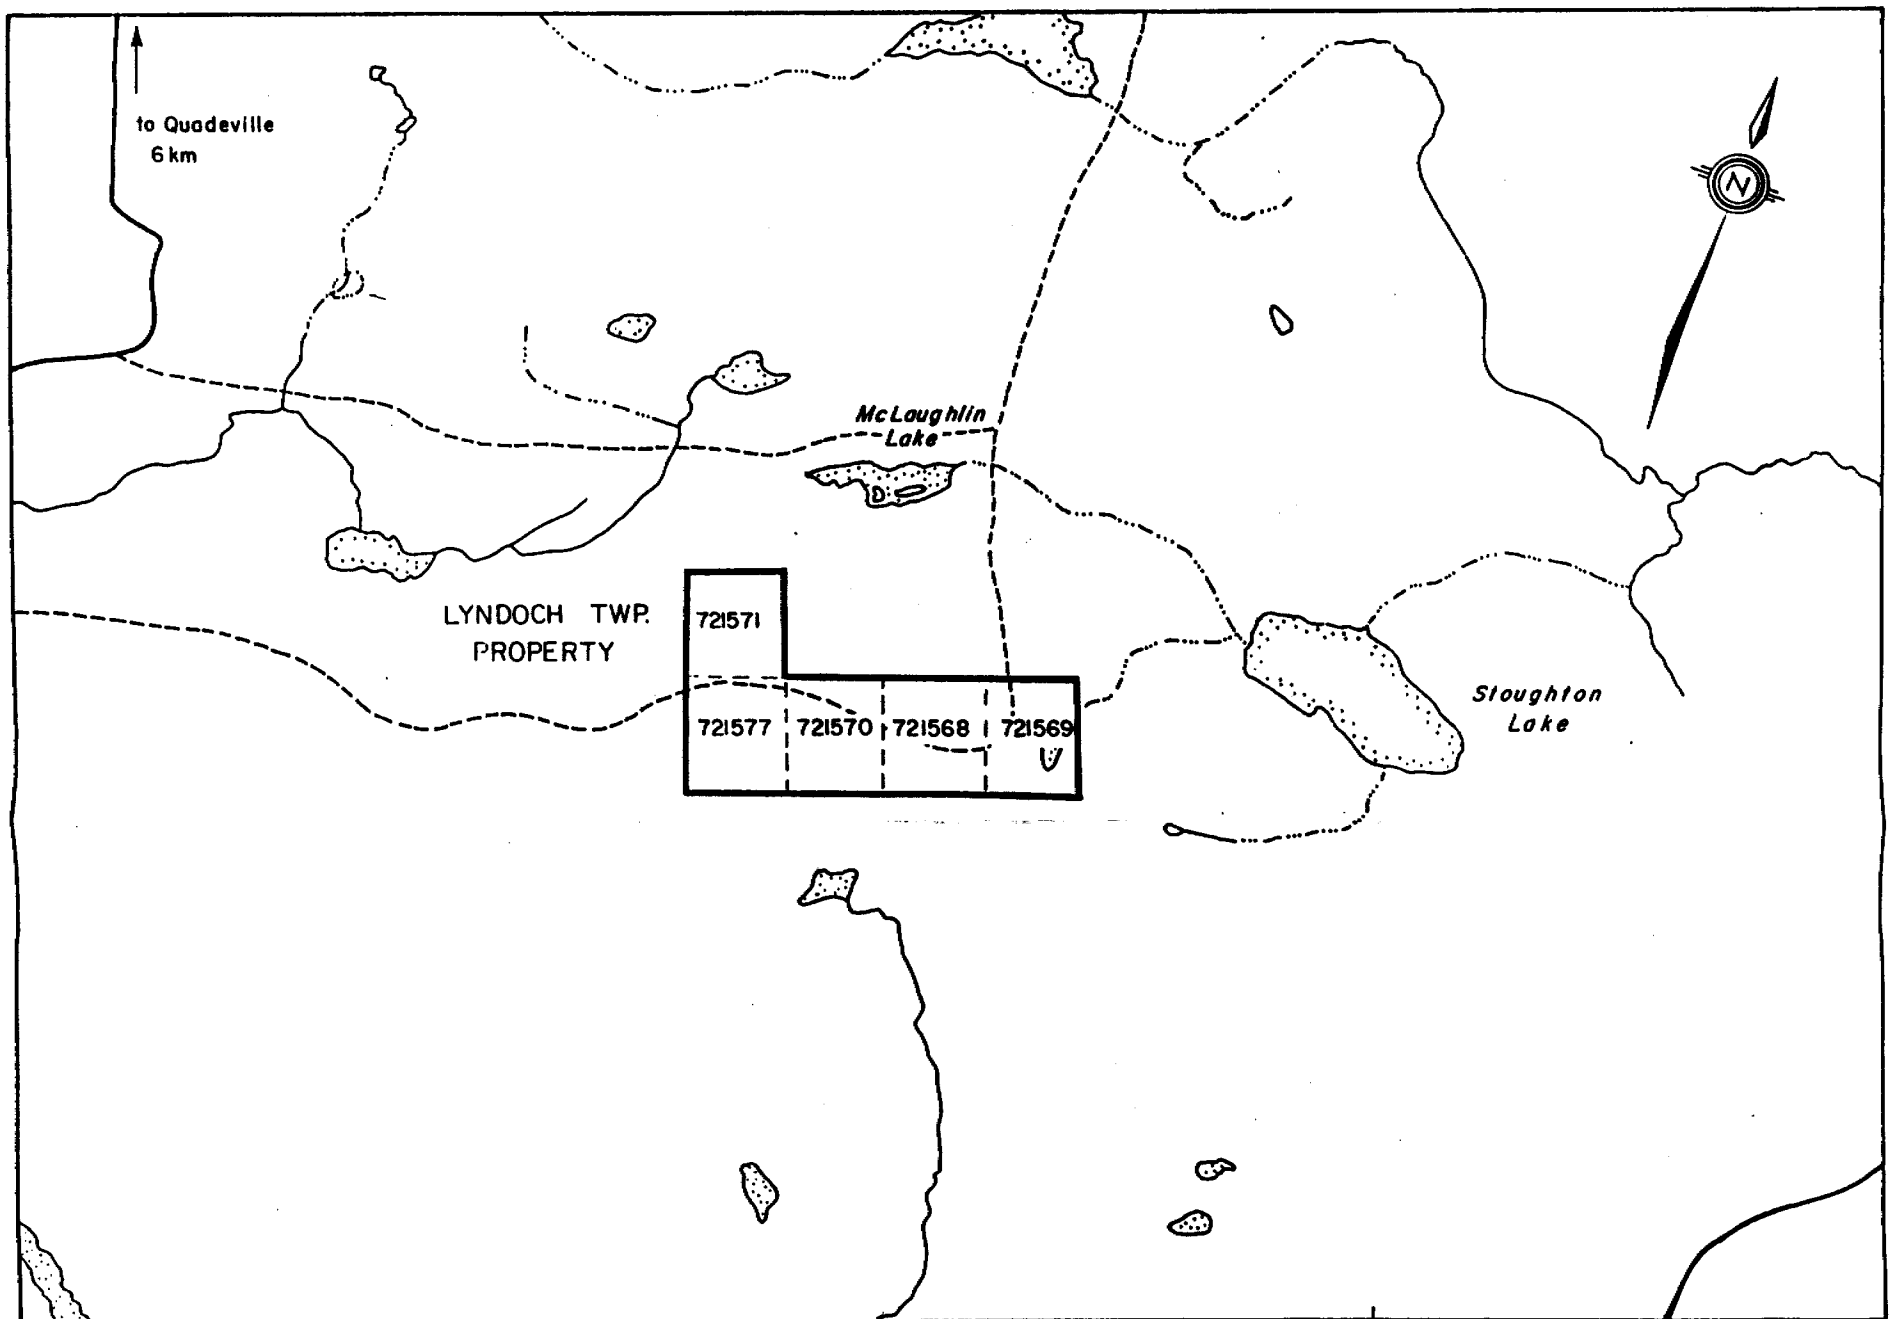 to Quadeville
6 km
N
McLaughlin
Lake
LYNDOCH TWP.
PROPERTY
721571
721577 721570 721568 721569
Stoughton
Lake